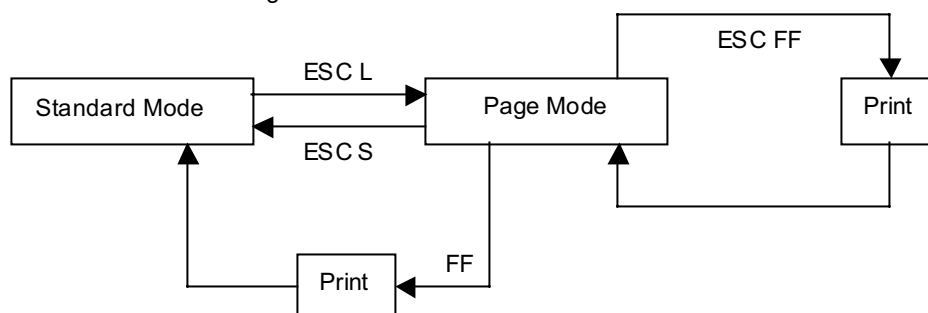 ESC FF
ESC L
Standard Mode
Page Mode
Print
ESC S
FF
Print